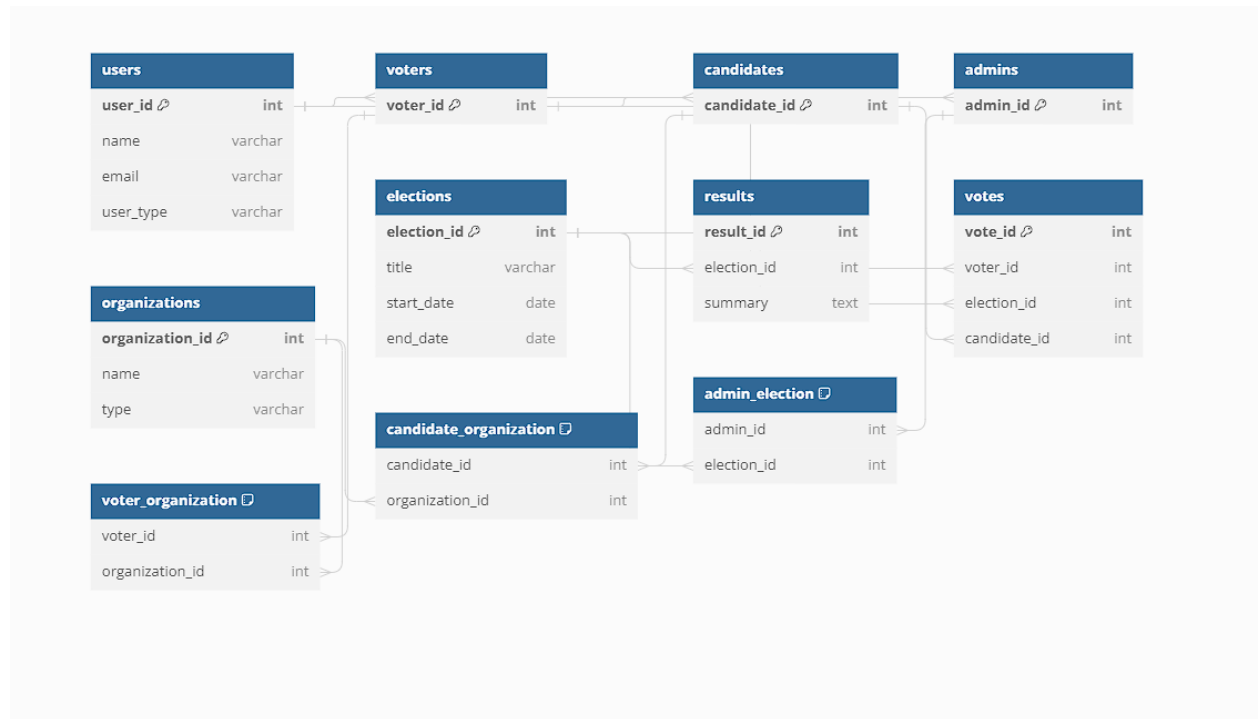 users
user_id int
name varchar
email varchar
user_type varchar
voters
voter_id int
candidates
candidate_id int
admins
admin_id int
elections
election_id int
title varchar
start_date date
end_date date
results
result_id int
election_id int
summary text
votes
vote_id int
voter_id int
election_id int
candidate_id int
organizations
organization_id int
name varchar
type varchar
candidate_organization
candidate_id int
organization_id int
admin_election
admin_id int
election_id int
voter_organization
voter_id int
organization_id int